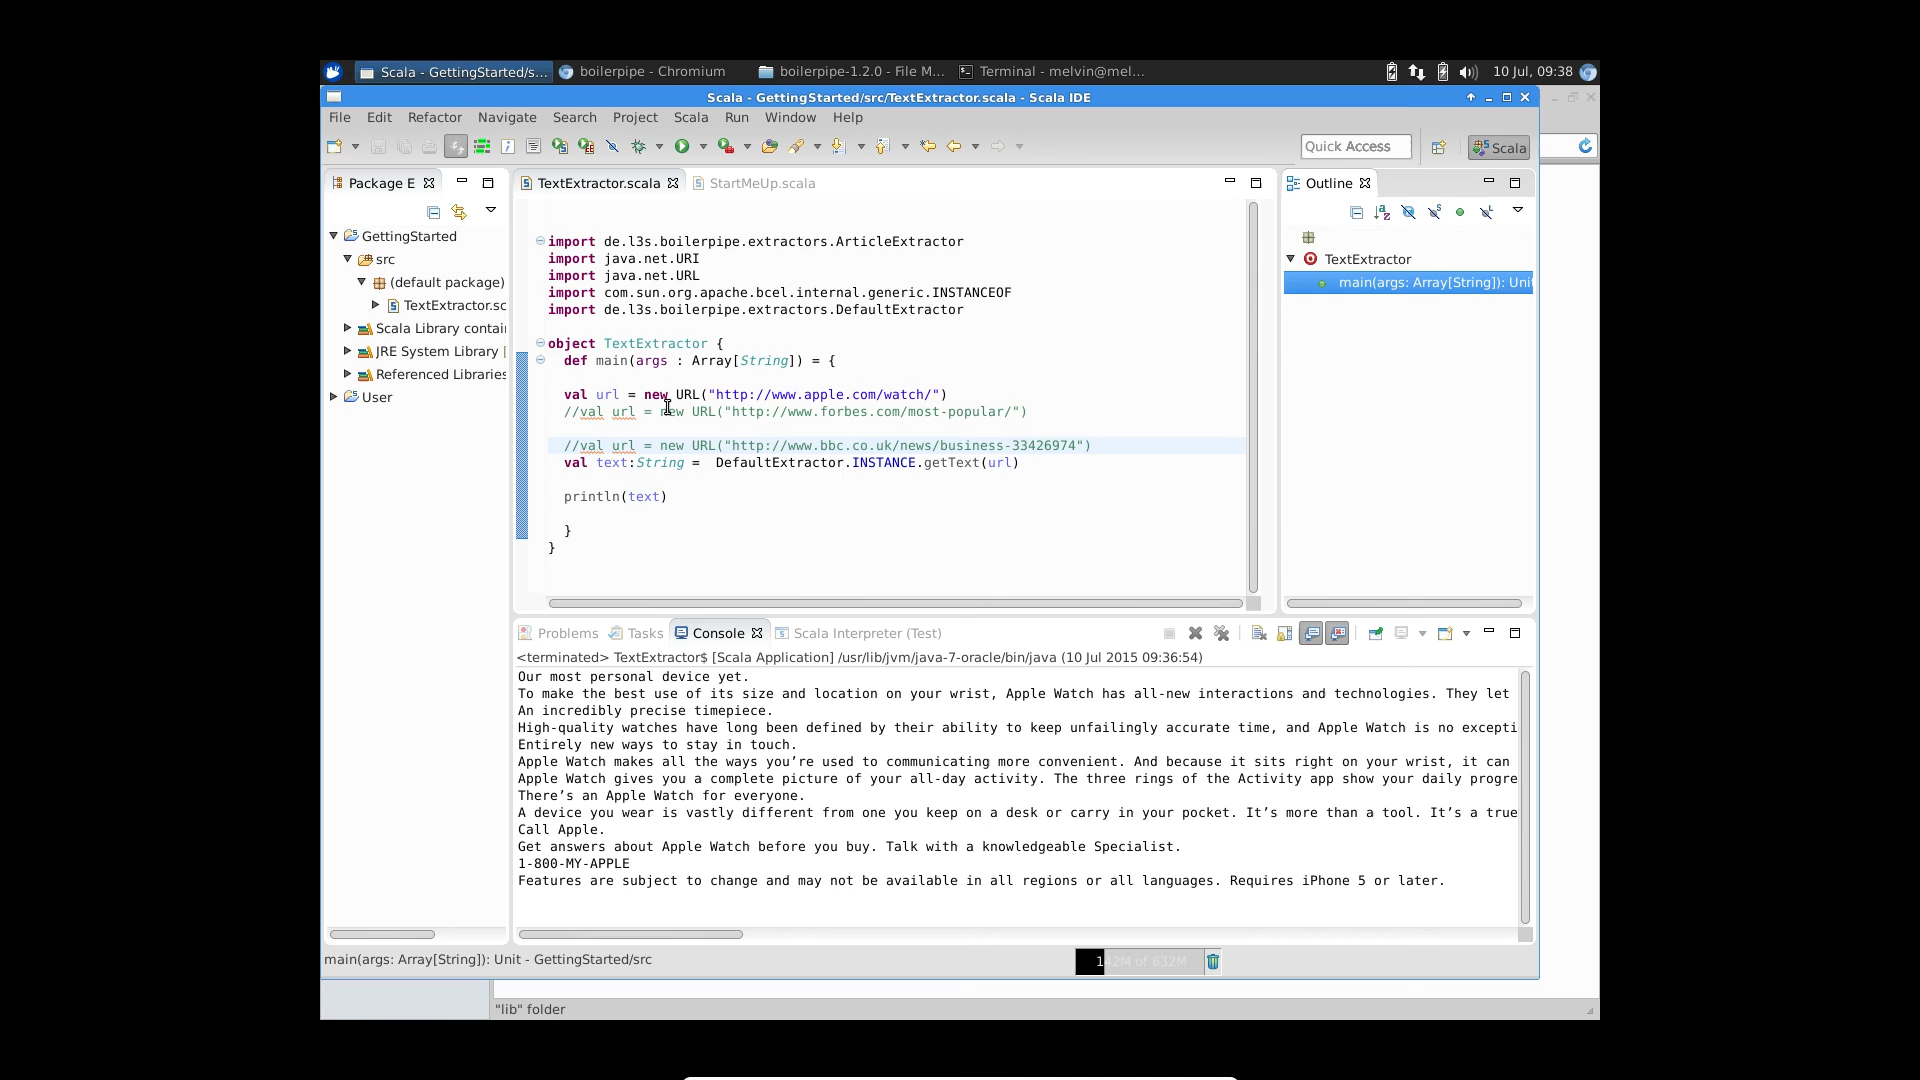 Scala - GettingStarted/s...
boilerpipe - Chromium
boilerpipe-1.2.0 - File M...
Terminal - melvin@mel...
10 Jul, 09:38
Scala - GettingStarted/src/TextExtractor.scala - Scala IDE
File Edit Refactor Navigate Search Project Scala Run Window Help
Quick Access
Scala
Package E
GettingStarted
src
(default package)
TextExtractor.sc
Scala Library contai
JRE System Library [
Referenced Libraries
User
TextExtractor.scala
StartMeUp.scala
import de.l3s.boilerpipe.extractors.ArticleExtractor
import java.net.URI
import java.net.URL
import com.sun.org.apache.bcel.internal.generic.INSTANCEOF
import de.l3s.boilerpipe.extractors.DefaultExtractor
object TextExtractor {
def main(args : Array[String]) = {
val url = new URL("http://www.apple.com/watch/")
//val url = new URL("http://www.forbes.com/most-popular/")
//val url = new URL("http://www.bbc.co.uk/news/business-33426974")
val text:String =  DefaultExtractor.INSTANCE.getText(url)
println(text)
}
}
Outline
TextExtractor
main(args: Array[String]): Uni
Problems
Tasks
Console
Scala Interpreter (Test)
<terminated> TextExtractor$ [Scala Application] /usr/lib/jvm/java-7-oracle/bin/java (10 Jul 2015 09:36:54)
Our most personal device yet.
To make the best use of its size and location on your wrist, Apple Watch has all-new interactions and technologies. They let
An incredibly precise timepiece.
High-quality watches have long been defined by their ability to keep unfailingly accurate time, and Apple Watch is no excepti
Entirely new ways to stay in touch.
Apple Watch makes all the ways you’re used to communicating more convenient. And because it sits right on your wrist, it can
Apple Watch gives you a complete picture of your all-day activity. The three rings of the Activity app show your daily progre
There’s an Apple Watch for everyone.
A device you wear is vastly different from one you keep on a desk or carry in your pocket. It’s more than a tool. It’s a true
Call Apple.
Get answers about Apple Watch before you buy. Talk with a knowledgeable Specialist.
1-800-MY-APPLE
Features are subject to change and may not be available in all regions or all languages. Requires iPhone 5 or later.
main(args: Array[String]): Unit - GettingStarted/src
142M of 632M
"lib" folder